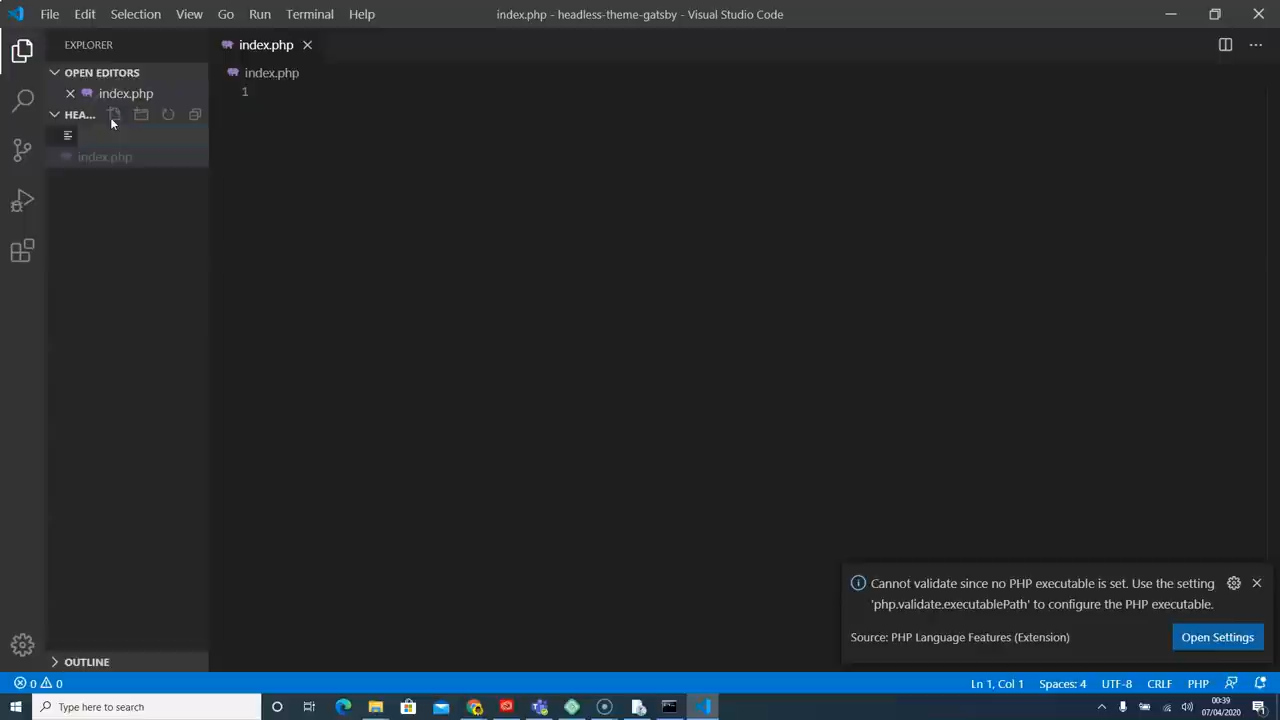 File Edit Selection View Go Run Terminal Help index.php - headless-theme-gatsby - Visual Studio Code
EXPLORER
index.php
OPEN EDITORS
index.php
index.php
1
HEA...
index.php
Cannot validate since no PHP executable is set. Use the setting
'php.validate.executablePath' to configure the PHP executable.
Source: PHP Language Features (Extension)
Open Settings
OUTLINE
0 0 Ln 1, Col 1 Spaces: 4 UTF-8 CRLF PHP
Type here to search
00:39
07/04/2020